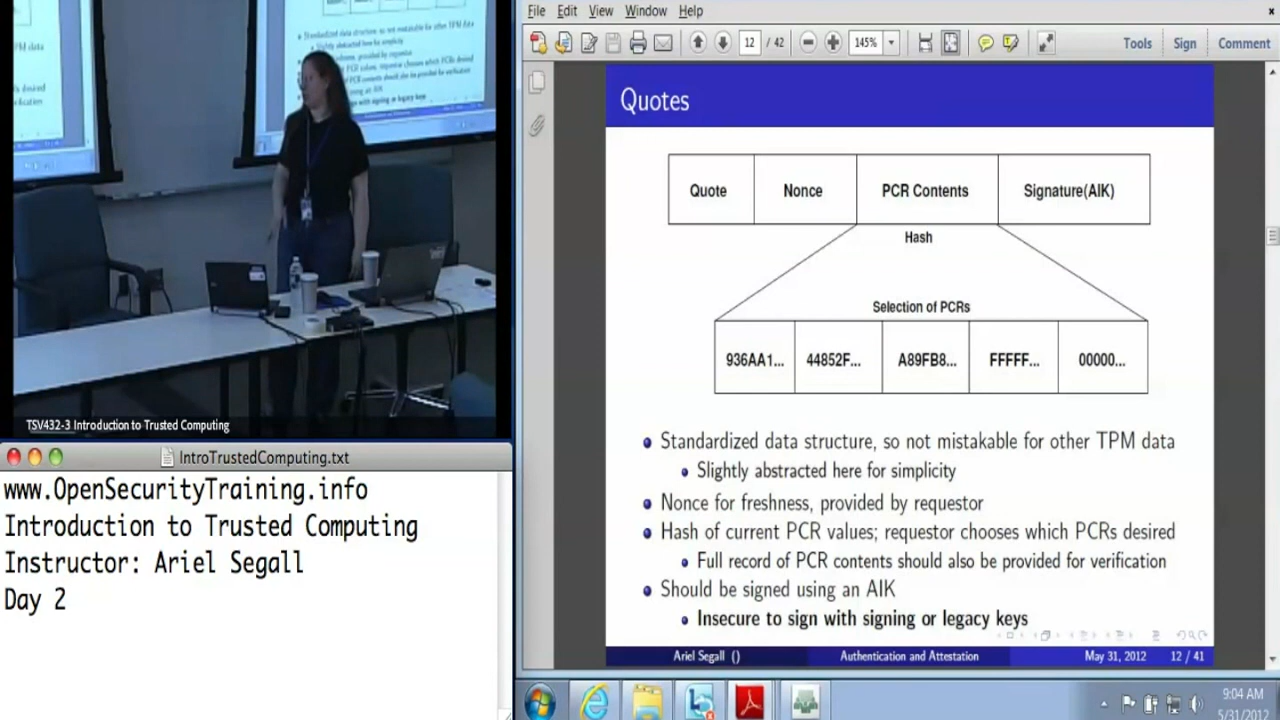 File Edit View Window Help
12 / 42 145% Tools Sign Comment
Quotes
Quote Nonce PCR Contents Signature(AIK)
Hash
Selection of PCRs
936AA1... 44852F... A89FB8... FFFFF... 00000...
Standardized data structure, so not mistakable for other TPM data
Slightly abstracted here for simplicity
Nonce for freshness, provided by requestor
Hash of current PCR values; requestor chooses which PCRs desired
Full record of PCR contents should also be provided for verification
Should be signed using an AIK
Insecure to sign with signing or legacy keys
Ariel Segall () Authentication and Attestation May 31, 2012 12 / 41
9:04 AM
5/31/2012
TSV432-3 Introduction to Trusted Computing
IntroTrustedComputing.txt
www.OpenSecurityTraining.info
Introduction to Trusted Computing
Instructor: Ariel Segall
Day 2